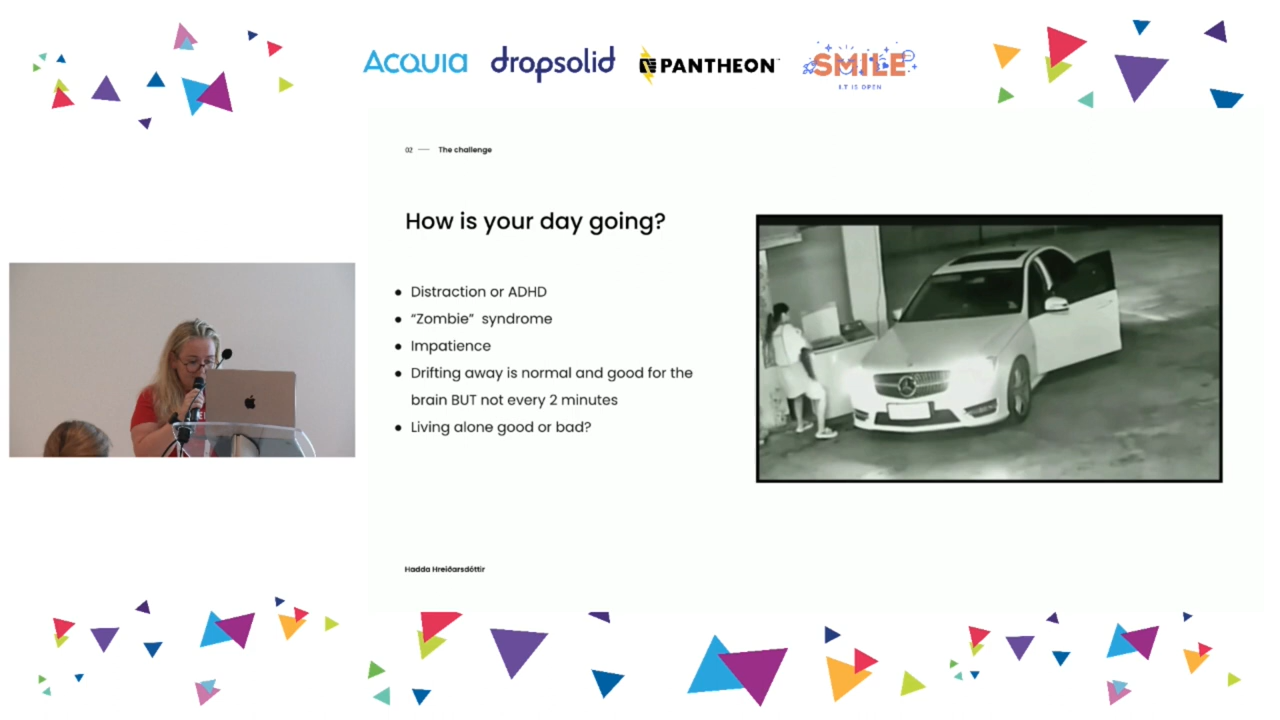 Acquia
dropsolid
PANTHEON
SMILE
I.T IS OPEN
02 — The challenge
How is your day going?
● Distraction or ADHD
● “Zombie” syndrome
● Impatience
● Drifting away is normal and good for the
brain BUT not every 2 minutes
● Living alone good or bad?
Hadda Hreiðarsdóttir